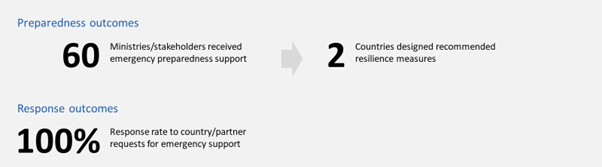 Preparedness outcomes
60
Ministries/stakeholders received
emergency preparedness support
2
Countries designed recommended
resilience measures
Response outcomes
100%
Response rate to country/partner
requests for emergency support